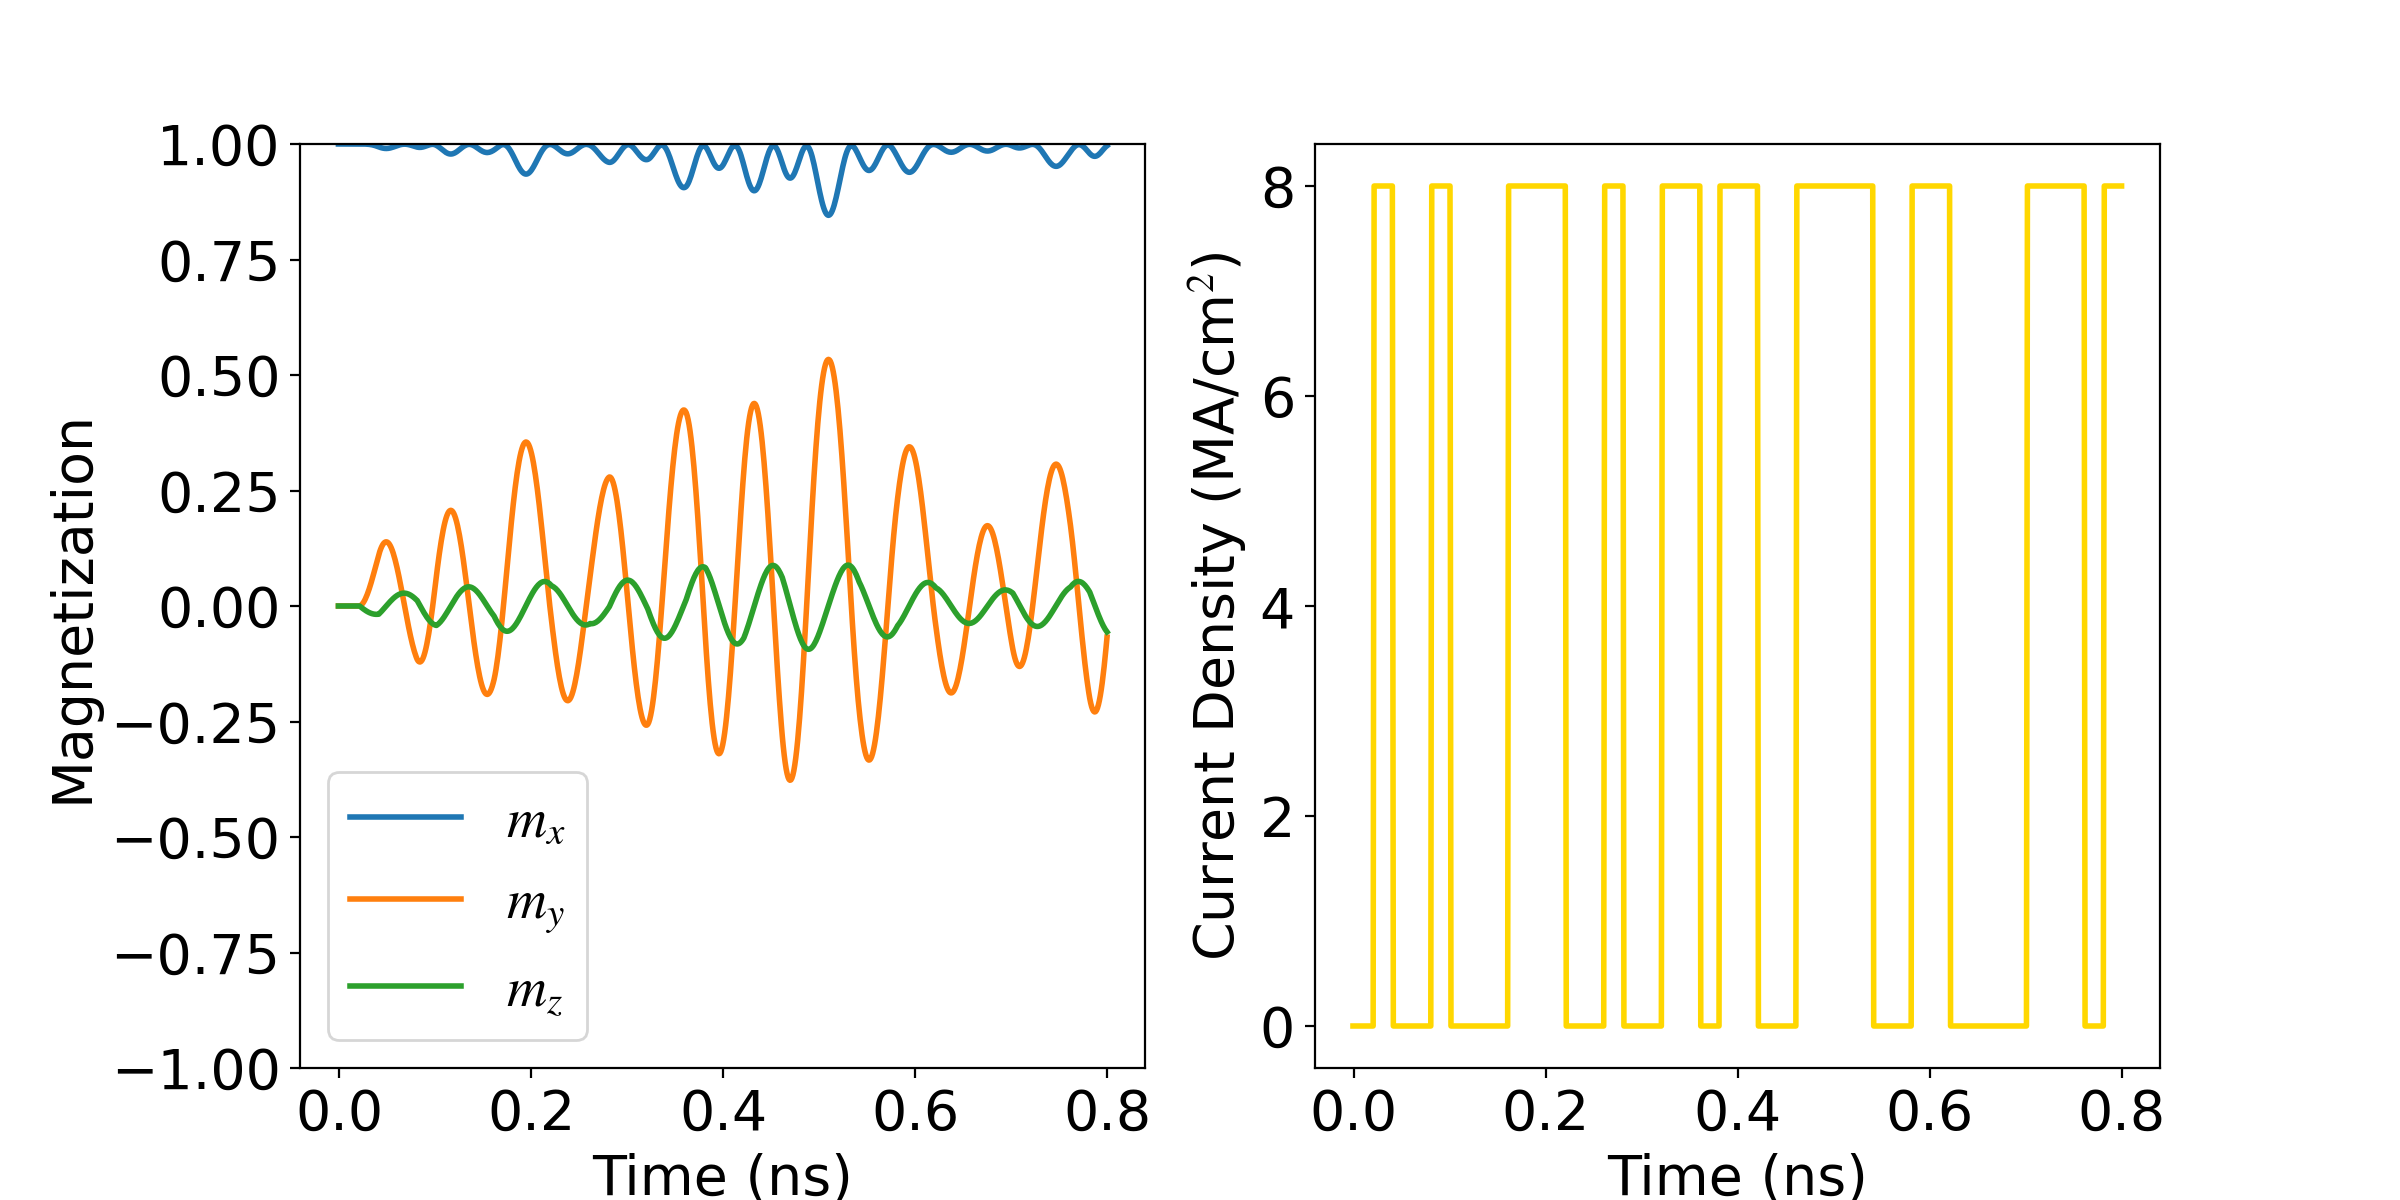 1.00
0.75
0.50
0.25
0.00
−0.25
−0.50
−0.75
−1.00
Magnetization
m_x
m_y
m_z
0.0 0.2 0.4 0.6 0.8
Time (ns)
8
6
4
2
0
Current Density (MA/cm²)
0.0 0.2 0.4 0.6 0.8
Time (ns)